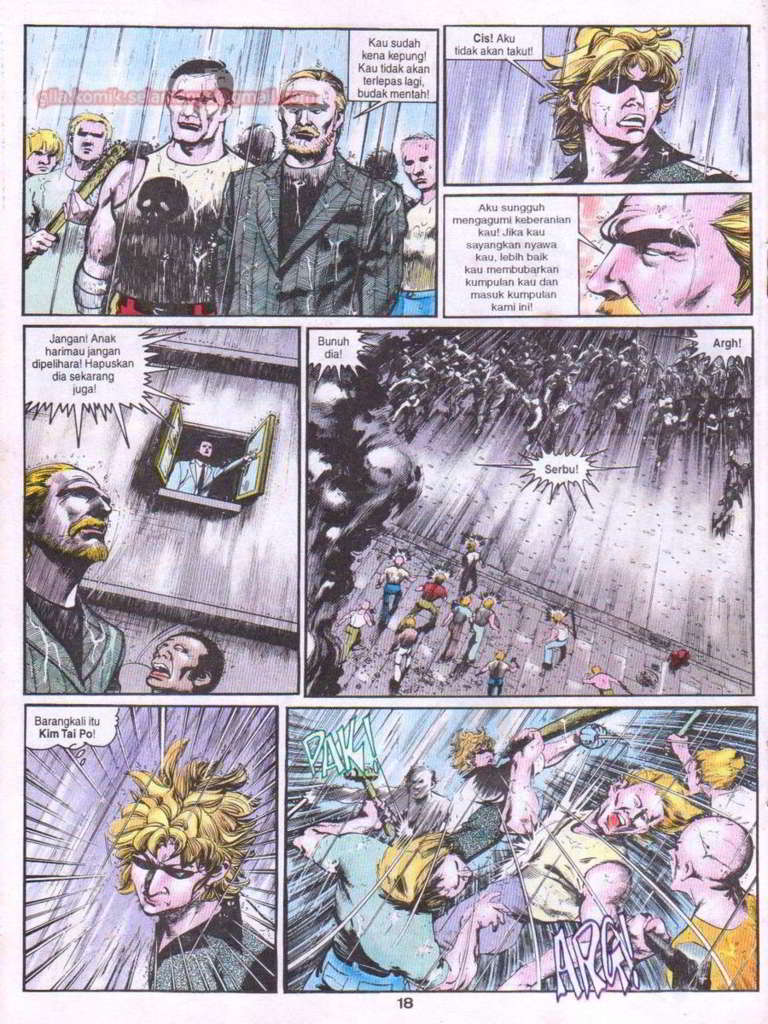 Kau sudah
kena kepung!
Kau tidak akan
terlepas lagi,
budak mentah!
Cis! Aku
tidak akan takut!
Aku sungguh
mengagumi keberanian
kau! Jika kau
sayangkan nyawa
kau, lebih baik
kau membubarkan
kumpulan kau dan
masuk kumpulan
kami ini!
Jangan! Anak
harimau jangan
dipelihara! Hapuskan
dia sekarang
juga!
Bunuh
dia!
Argh!
Serbu!
Barangkali itu
Kim Tai Po!
PAK!
ARG!
18